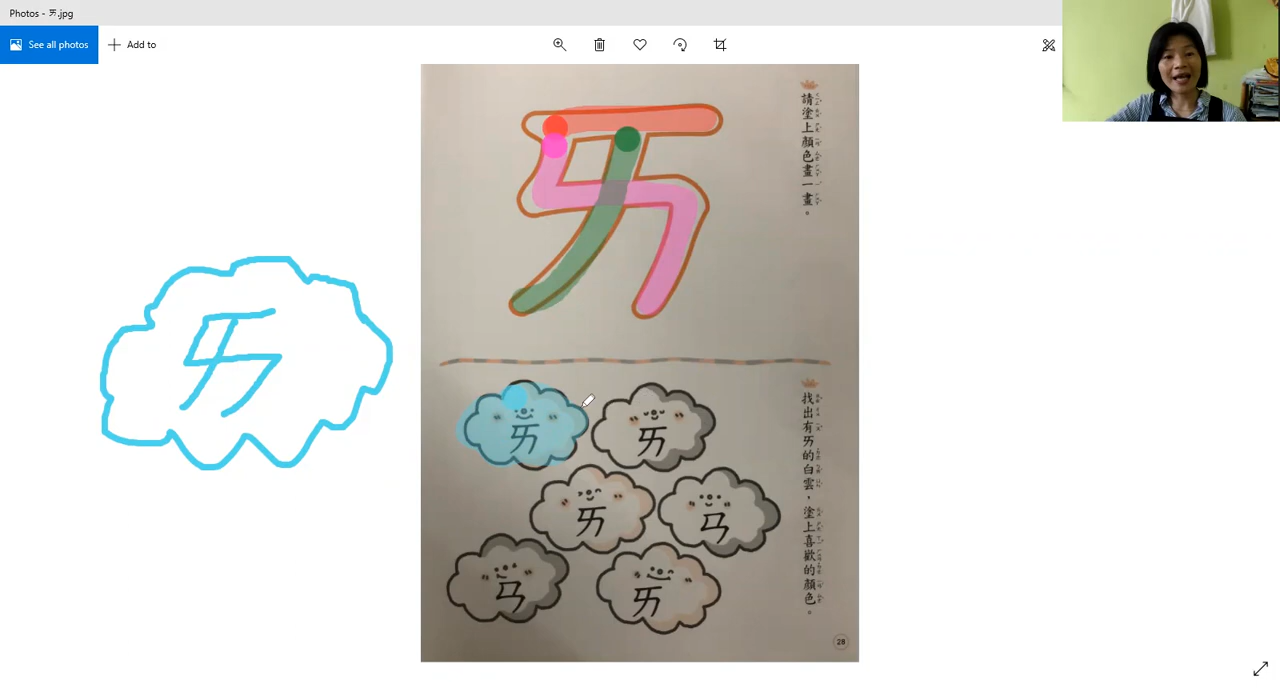 Photos - ㄞ.jpg
See all photos
Add to
請塗上顏色畫一畫。
ㄞ
ㄞ
ㄞ
ㄞ
ㄞ
ㄢ
ㄢ
ㄞ
找出有ㄞ的白雲，塗上喜歡的顏色。
28